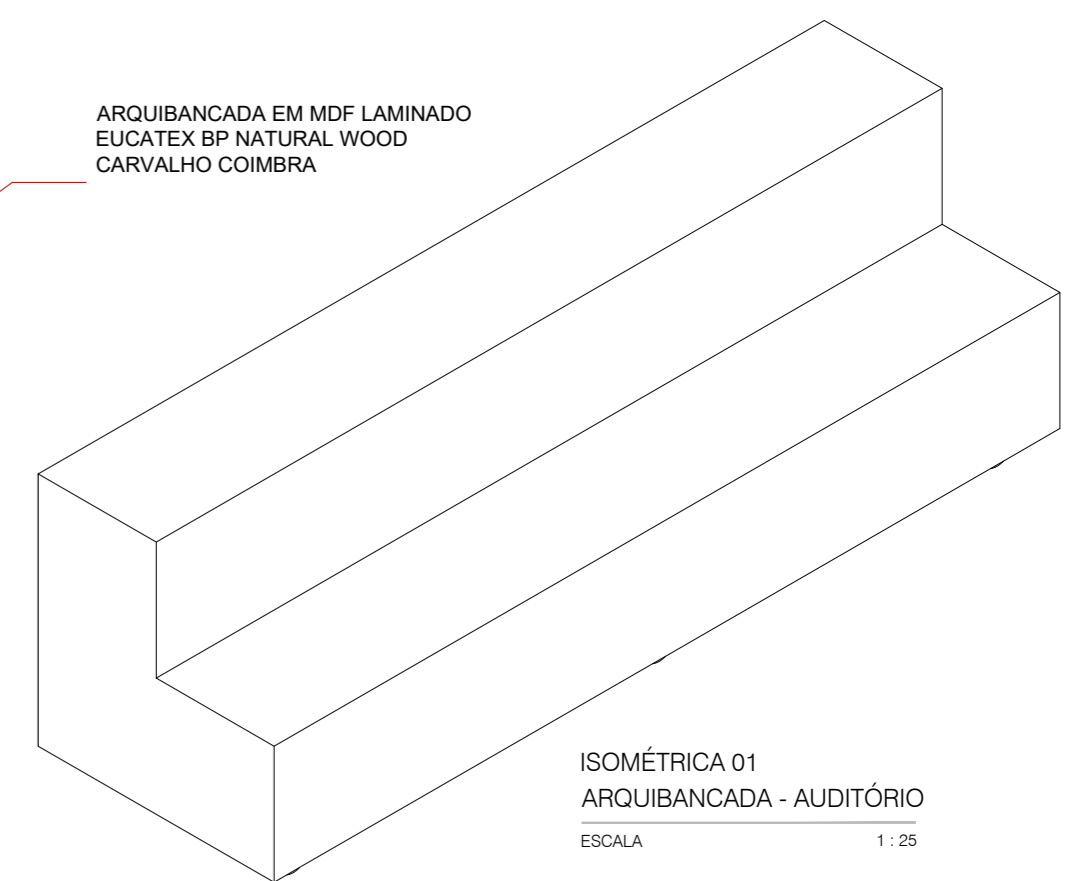 ARQUIBANCADA EM MDF LAMINADO
EUCATEX BP NATURAL WOOD
CARVALHO COIMBRA
ISOMÉTRICA 01
ARQUIBANCADA - AUDITÓRIO
ESCALA 1 : 25